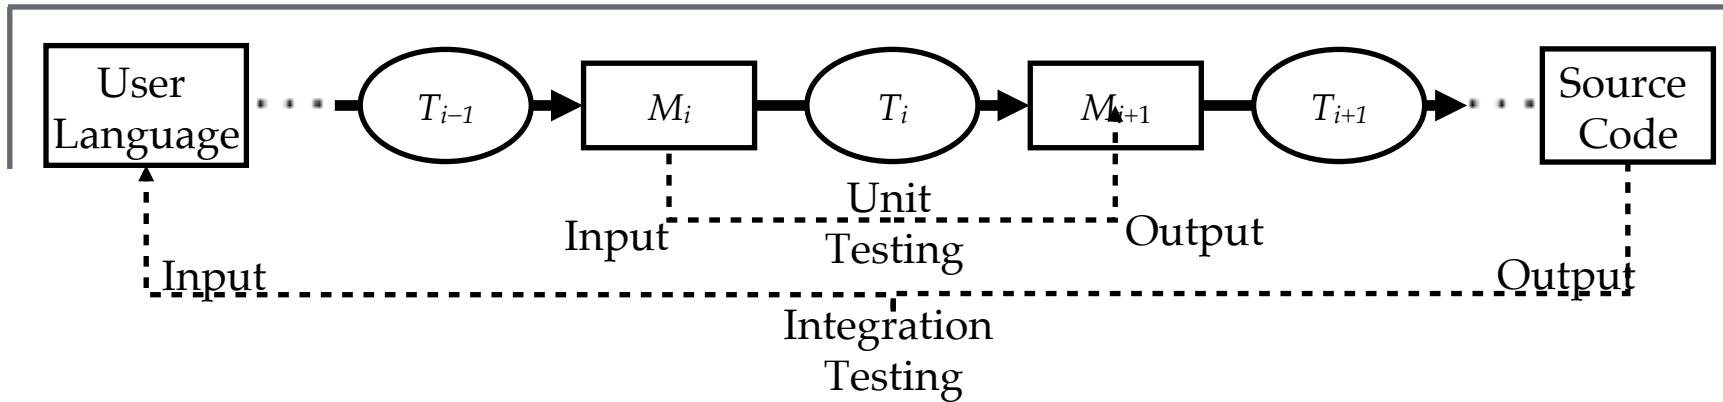 User
Language
T_{i−1}
M_i
T_i
M_{i+1}
T_{i+1}
Source
Code
Unit
Testing
Input
Output
Input
Output
Integration
Testing